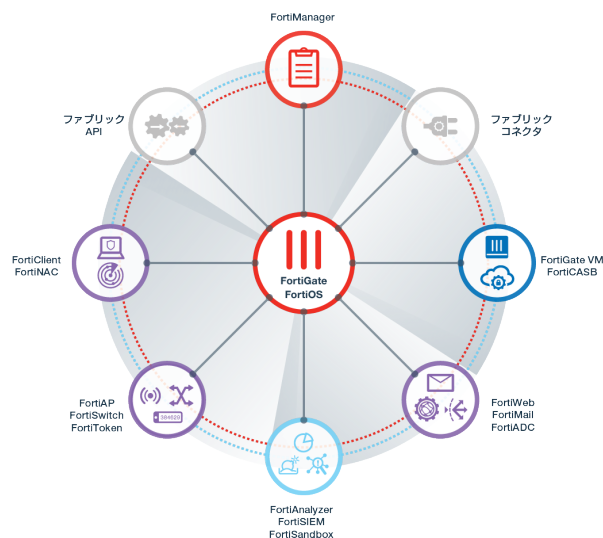 FortiManager
ファブリック
API
ファブリック
コネクタ
FortiClient
FortiNAC
FortiGate
FortiOS
FortiGate VM
FortiCASB
FortiAP
FortiSwitch
FortiToken
384020
FortiWeb
FortiMail
FortiADC
FortiAnalyzer
FortiSIEM
FortiSandbox